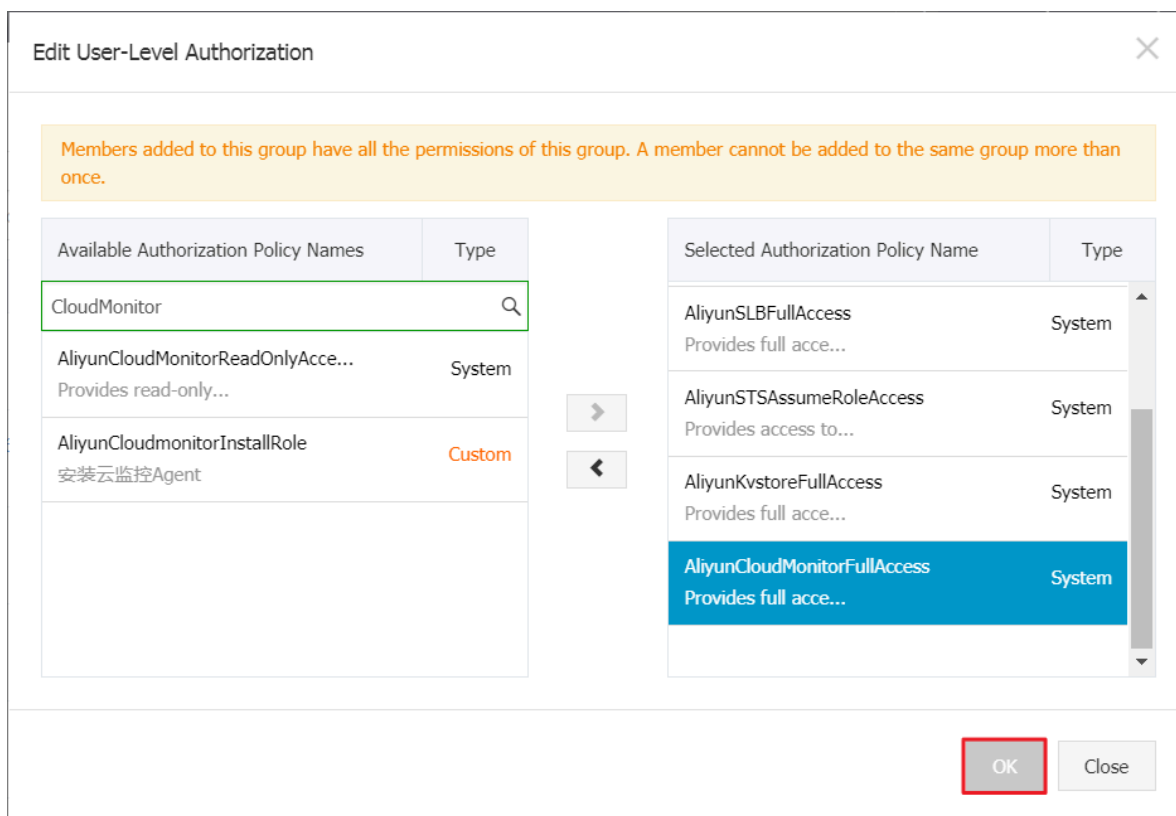 Edit User-Level Authorization
Members added to this group have all the permissions of this group. A member cannot be added to the same group more than
once.
Available Authorization Policy Names Type
CloudMonitor
AliyunCloudMonitorReadOnlyAcce... System
Provides read-only...
AliyunCloudmonitorInstallRole Custom
安装云监控Agent
Selected Authorization Policy Name Type
AliyunSLBFullAccess System
Provides full acce...
AliyunSTSAssumeRoleAccess System
Provides access to...
AliyunKvstoreFullAccess System
Provides full acce...
AliyunCloudMonitorFullAccess System
Provides full acce...
OK Close